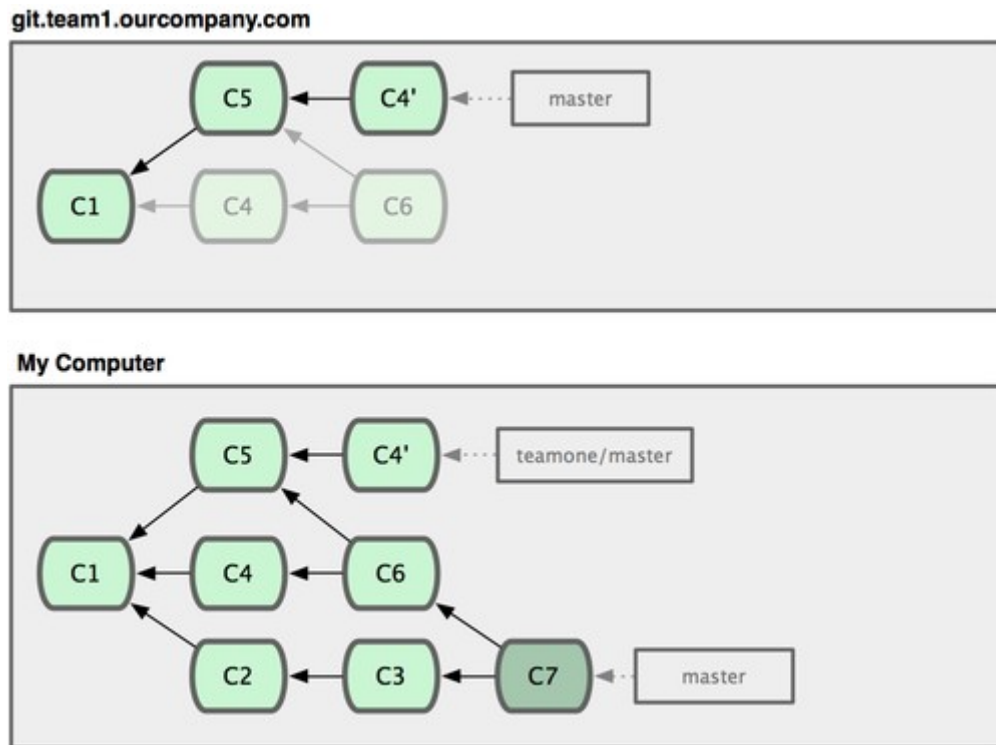 git.team1.ourcompany.com
C5 C4' master
C1 C4 C6
My Computer
C5 C4' teamone/master
C1 C4 C6
C2 C3 C7 master